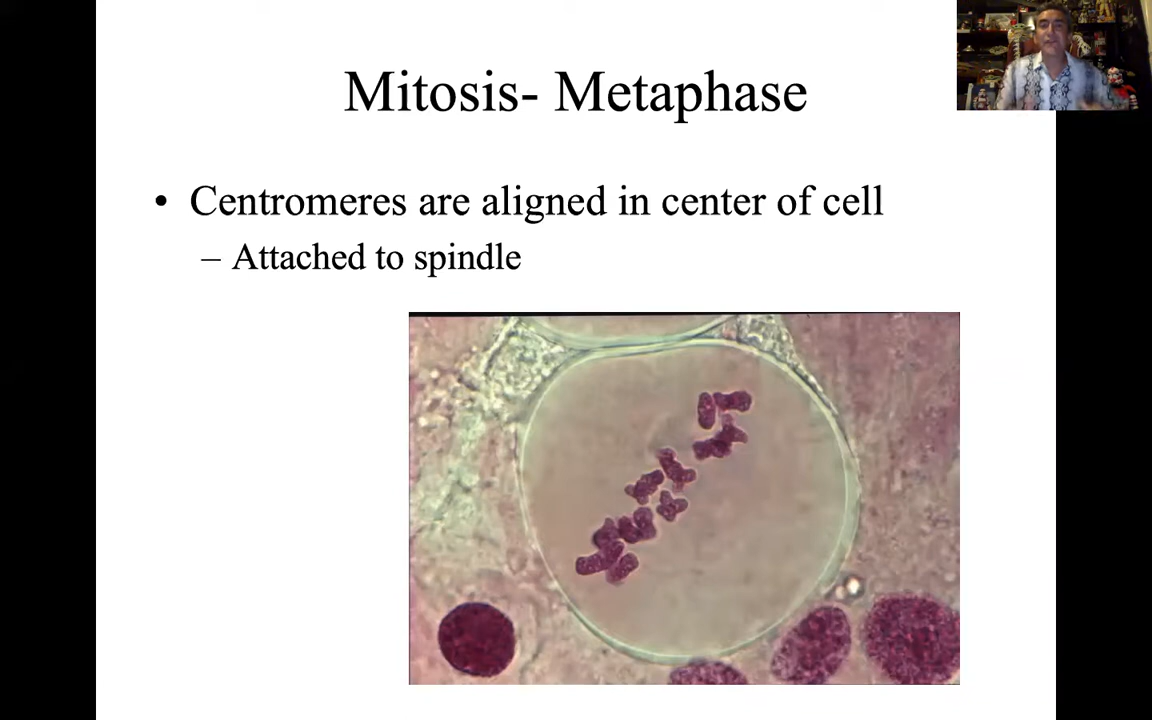 Mitosis- Metaphase
• Centromeres are aligned in center of cell
– Attached to spindle